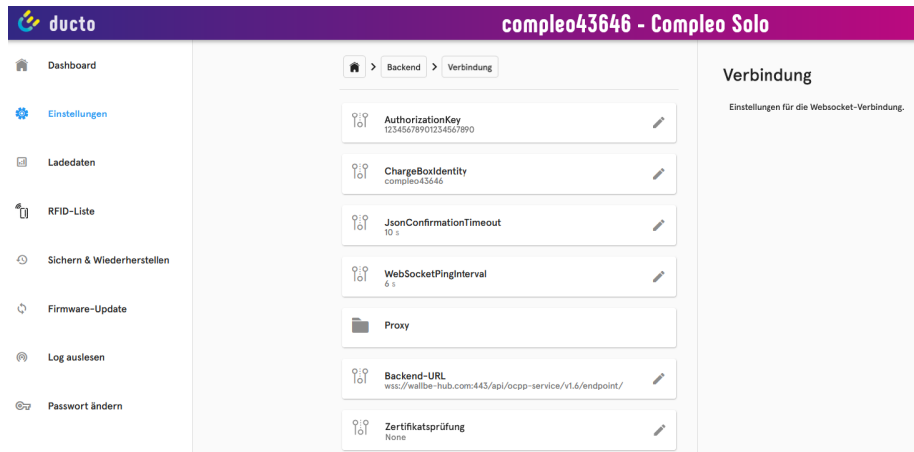 ducto
compleo43646 - Compleo Solo
Dashboard
Einstellungen
Ladedaten
RFID-Liste
Sichern & Wiederherstellen
Firmware-Update
Log auslesen
Passwort ändern
> Backend > Verbindung
AuthorizationKey
12345678901234567890
ChargeBoxIdentity
compleo43646
JsonConfirmationTimeout
10 s
WebSocketPingInterval
6 s
Proxy
Backend-URL
wss://wallbe-hub.com:443/api/ocpp-service/v1.6/endpoint/
Zertifikatsprüfung
None
Verbindung
Einstellungen für die Websocket-Verbindung.